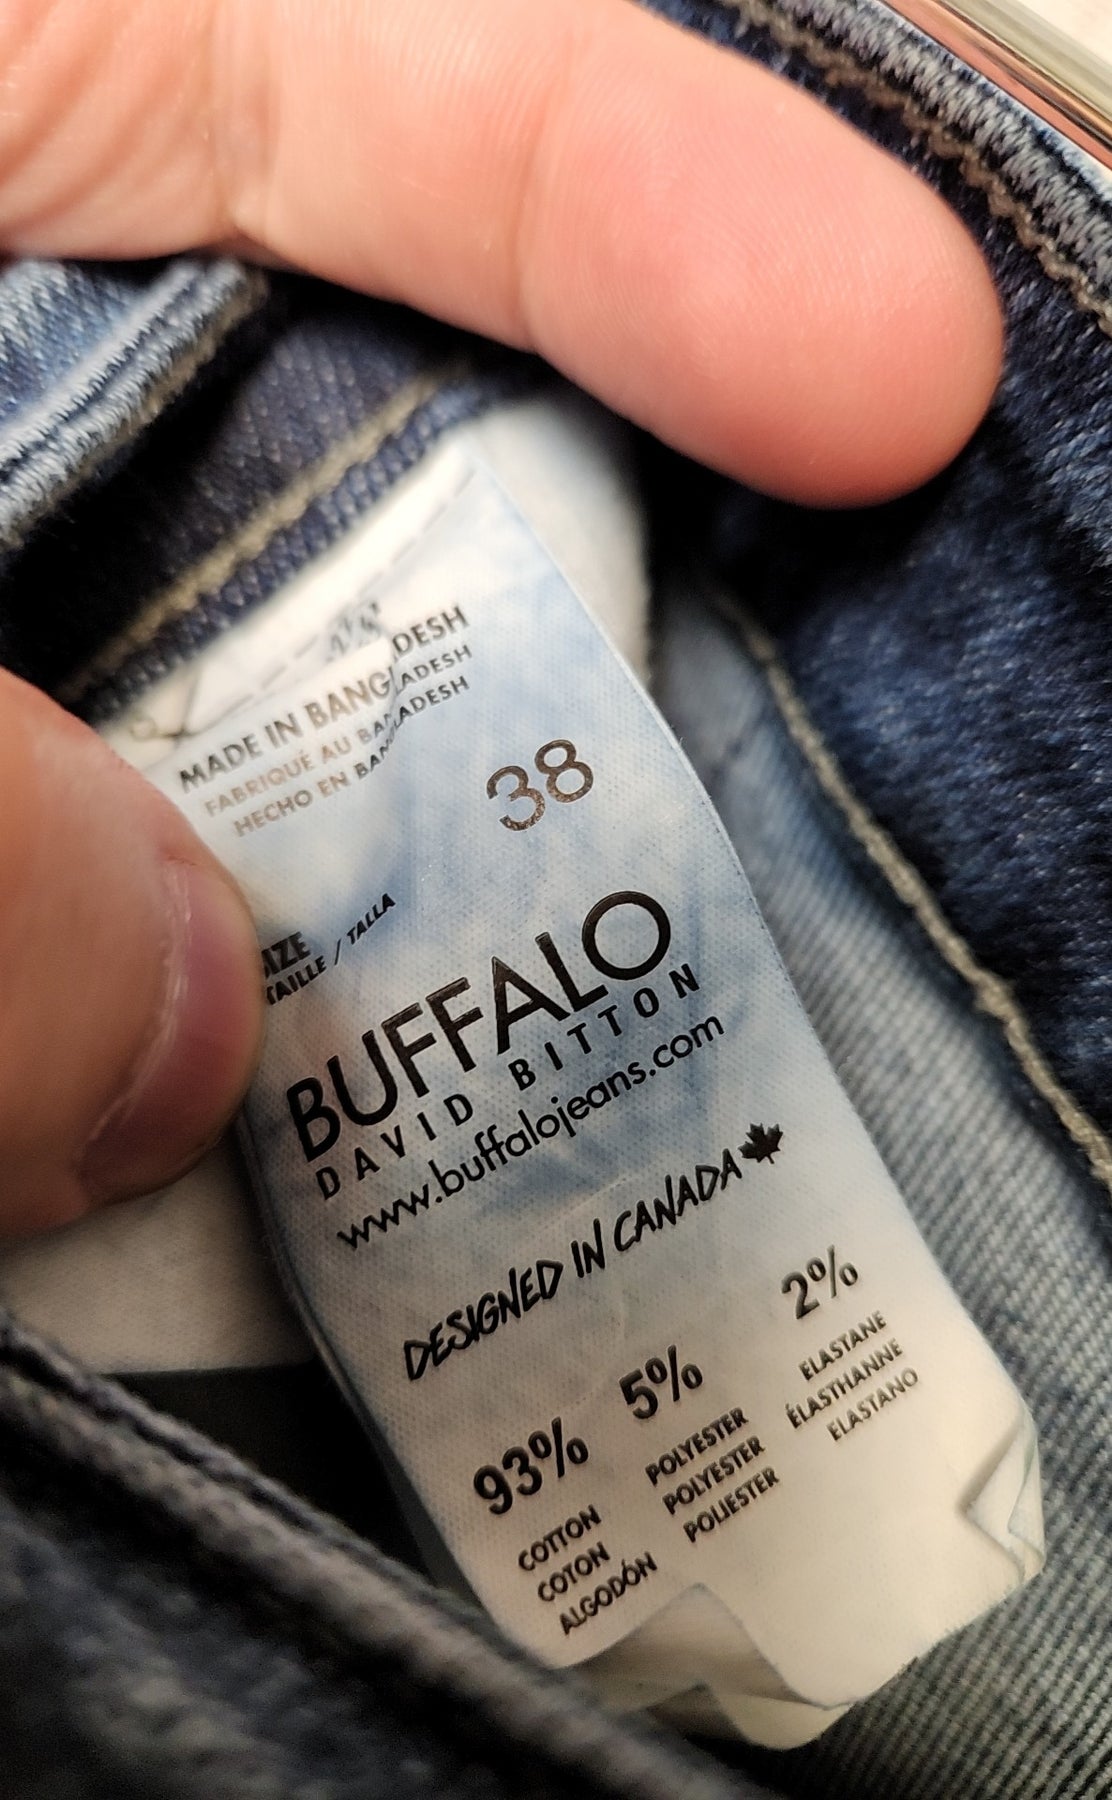 MADE IN BANGLADESH
FABRIQUÉ AU BANGLADESH
HECHO EN BANGLADESH
38
TAILLE / TALLA
BUFFALO
DAVID BITTON
www.buffalojeans.com
DESIGNED IN CANADA
93% 5% 2%
COTTON POLYESTER ELASTANE
COTON POLYESTER ÉLASTHANNE
ALGODÓN POLIESTER ELASTANO